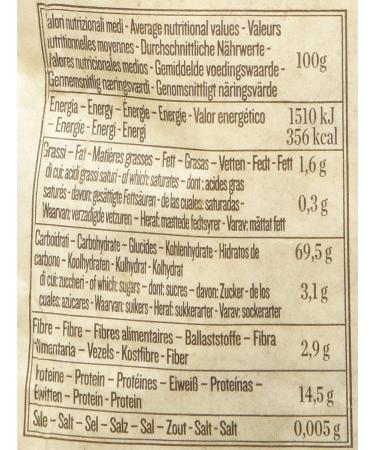 alori nutrizionali medi - Average nutritional values - Valeurs
nutritionnelles moyennes - Durchschnittliche Nährwerte -
Valores nutricionales medios - Gemiddelde voedingswaarde -
Gennemsnitlig næringsværdi - Genomsnittligt näringsvärde
100g
Energia - Energy - Énergie - Energie - Valor energético
- Energie - Energi - Energi
1510 kJ
356 kcal
Grassi - Fat - Matières grasses - Fett - Grasas - Vetten - Fedt - Fett
1,6 g
di cui: acidi grassi saturi - of which: saturates - dont: acides gras
saturés - davon: gesättigte Fettsäuren - de las cuales: saturadas -
Waarvan: verzadigde vetzuren - Heraf: mættede fedtsyrer - Varav: mättat fett
0,3 g
Carboidrati - Carbohydrate - Glucides - Kohlenhydrate - Hidratos de
carbono - Koolhydraten - Kulhydrat - Kolhydrat
69,5g
di cui: zuccheri - of which: sugars - dont: sucres - davon: Zucker - de los
cuales: azúcares - Waarvan: suikers - Heraf: sukkerarter - Varav: sockerarter
3,1 g
Fibre - Fibre - Fibres alimentaires - Ballaststoffe - Fibra
Alimentaria - Vezels - Kostfibre - Fiber
2,9 g
Proteine - Protein - Protéines - Eiweiß - Proteínas -
Eiwitten - Protein - Protein
14,5 g
Sale - Salt - Sel - Salz - Sal - Zout - Salt - Salt
0,005 g